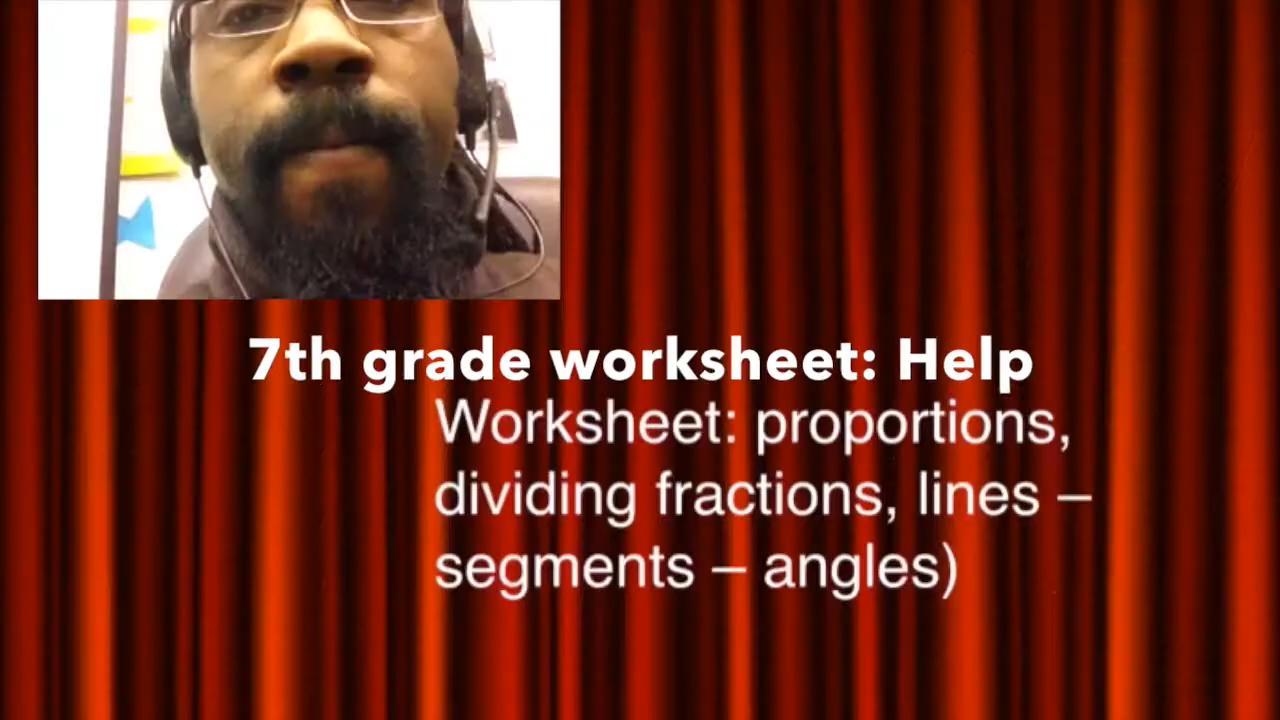 7th grade worksheet: Help
Worksheet: proportions,
dividing fractions, lines –
segments – angles)